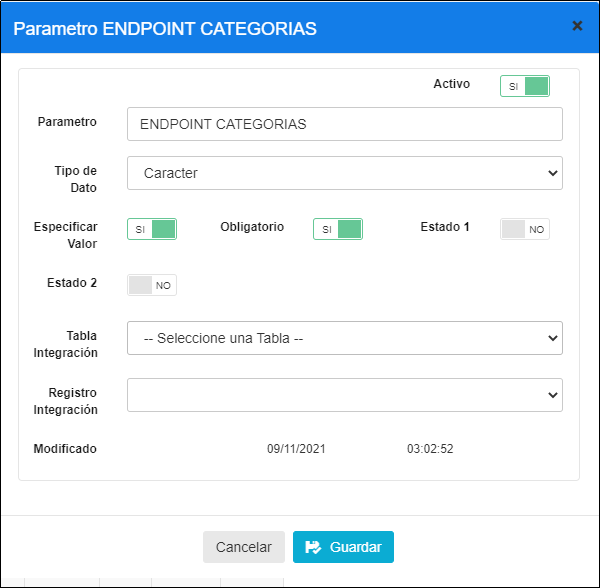 Parametro ENDPOINT CATEGORIAS
×
Activo SI
Parametro ENDPOINT CATEGORIAS
Tipo de
Dato
Caracter
Especificar
Valor
SI
Obligatorio SI
Estado 1 NO
Estado 2 NO
Tabla
Integración
-- Seleccione una Tabla --
Registro
Integración
Modificado 09/11/2021 03:02:52
Cancelar Guardar